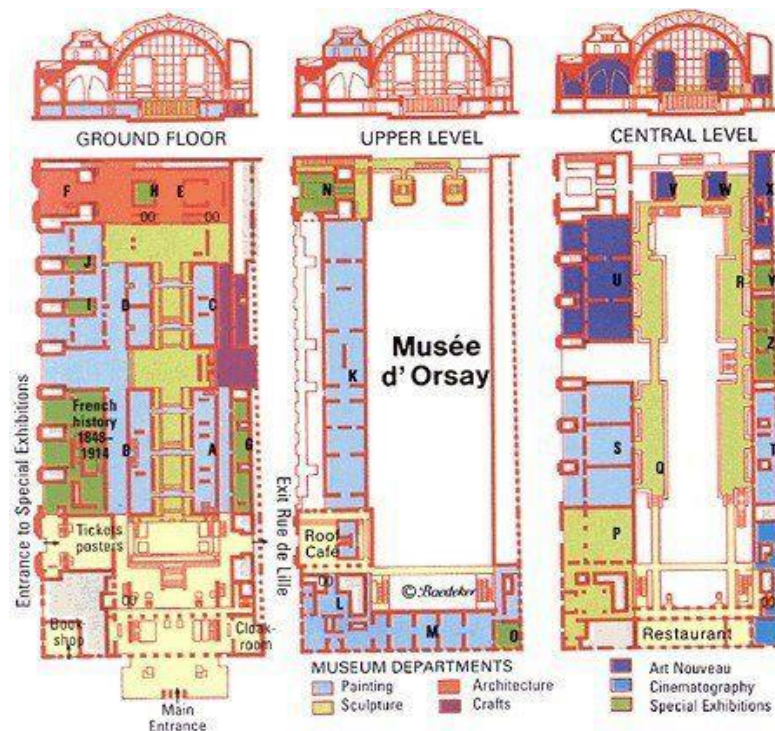 GROUND FLOOR
UPPER LEVEL
CENTRAL LEVEL
F
H
E
J
I
D
C
French
history
1848–
1914
B
A
G
Entrance to Special Exhibitions
Tickets
posters
Book-
shop
Cloak-
room
Main
Entrance
Exit Rue de Lille
N
Musée
d'Orsay
K
Roof
Café
L
M
O
© Baedeker
V
W
X
U
R
Y
Z
S
T
Q
P
Restaurant
MUSEUM DEPARTMENTS
Painting
Sculpture
Architecture
Crafts
Art Nouveau
Cinematography
Special Exhibitions